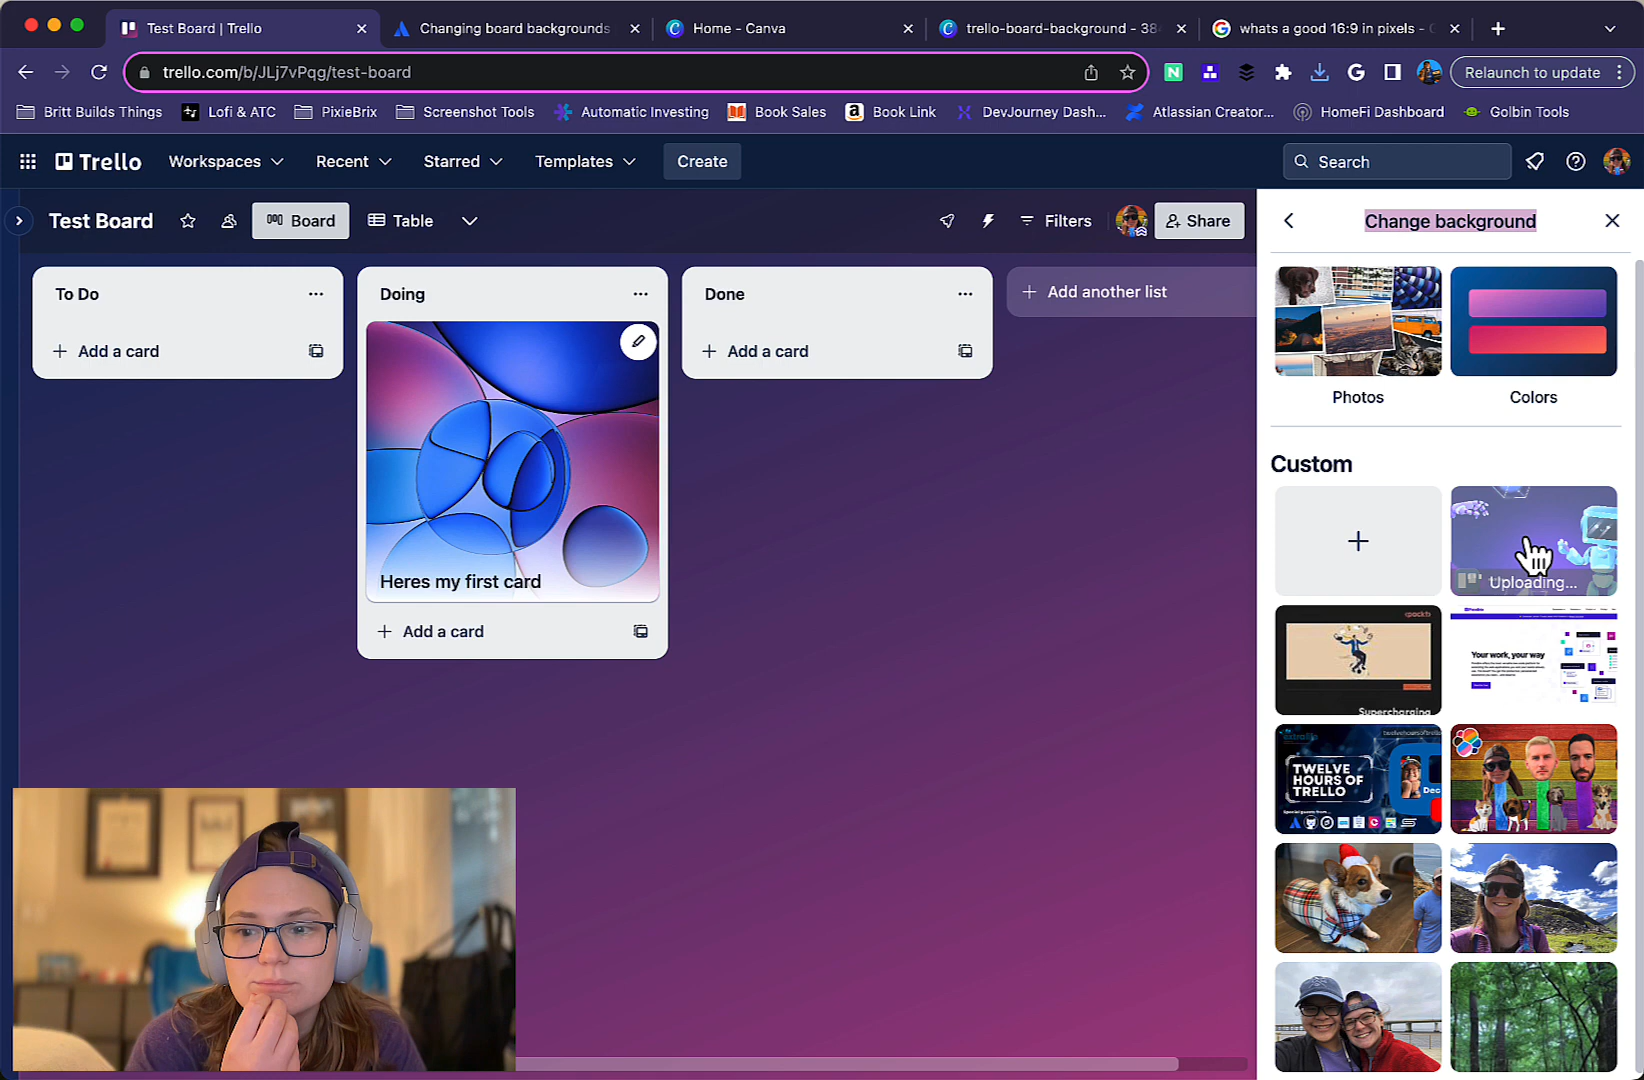 Test Board | Trello
Changing board backgrounds
Home - Canva
trello-board-background - 38
whats a good 16:9 in pixels -
trello.com/b/JLj7vPqg/test-board
Relaunch to update
Britt Builds Things
Lofi & ATC
PixieBrix
Screenshot Tools
Automatic Investing
Book Sales
Book Link
DevJourney Dash...
Atlassian Creator...
HomeFi Dashboard
Golbin Tools
Trello
Workspaces
Recent
Starred
Templates
Create
Search
Test Board
Board
Table
Filters
Share
Change background
To Do
Add a card
Doing
Heres my first card
Add a card
Done
Add a card
Add another list
Photos
Colors
Custom
Uploading...
Supercharging
Your work, your way
TWELVE
HOURS OF
TRELLO
Dec